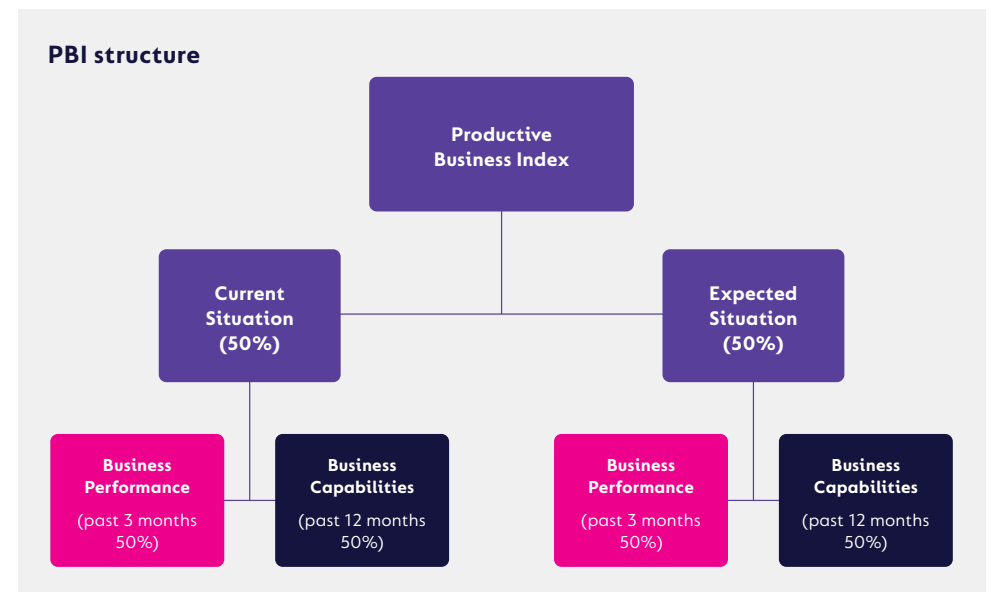 PBI structure
Productive
Business Index
Current
Situation
(50%)
Expected
Situation
(50%)
Business
Performance
(past 3 months
50%)
Business
Capabilities
(past 12 months
50%)
Business
Performance
(past 3 months
50%)
Business
Capabilities
(past 12 months
50%)